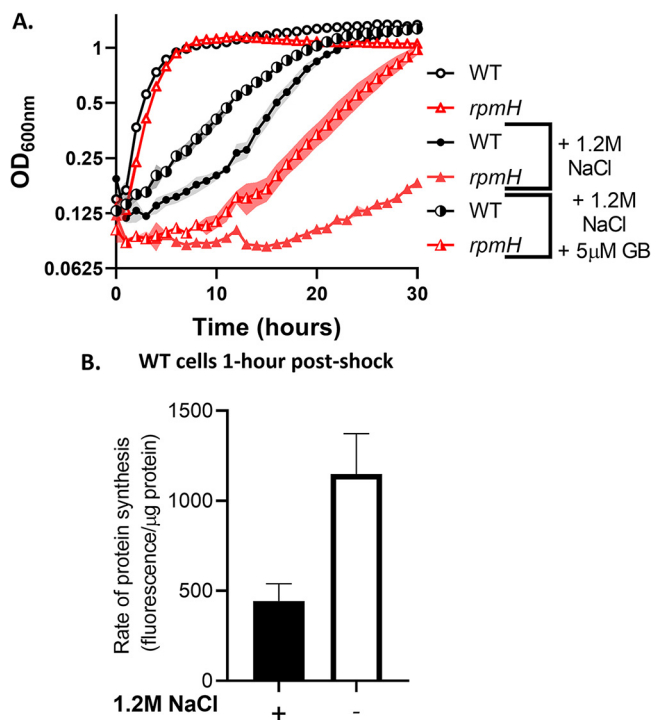 A.
OD600nm
1
0.5
0.25
0.125
0.0625
0
10
20
30
Time (hours)
WT
rpmH
WT
rpmH
WT
rpmH
+ 1.2M
NaCl
+ 1.2M
NaCl
+ 5μM GB
B. WT cells 1-hour post-shock
Rate of protein synthesis
(fluorescence/μg protein)
1500
1000
500
0
1.2M NaCl + -